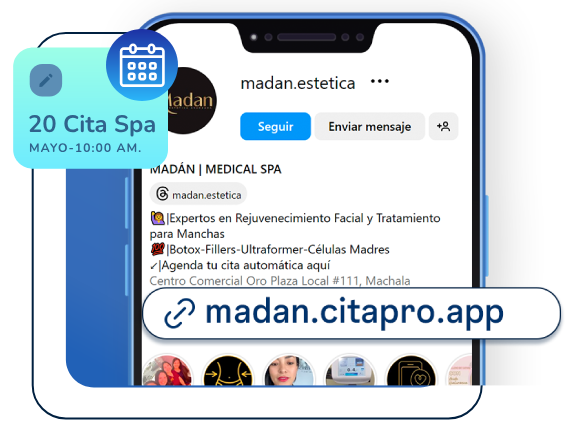 madan.estetica ...
Madan
Seguir
Enviar mensaje
20 Cita Spa
MAYO-10:00 AM.
MADÁN | MEDICAL SPA
madan.estetica
🙋‍♀️|Expertos en Rejuvenecimiento Facial y Tratamiento
para Manchas
💯|Botox-Fillers-Ultraformer-Células Madres
✓|Agenda tu cita automática aquí
Centro Comercial Oro Plaza Local #111, Machala
madan.citapro.app